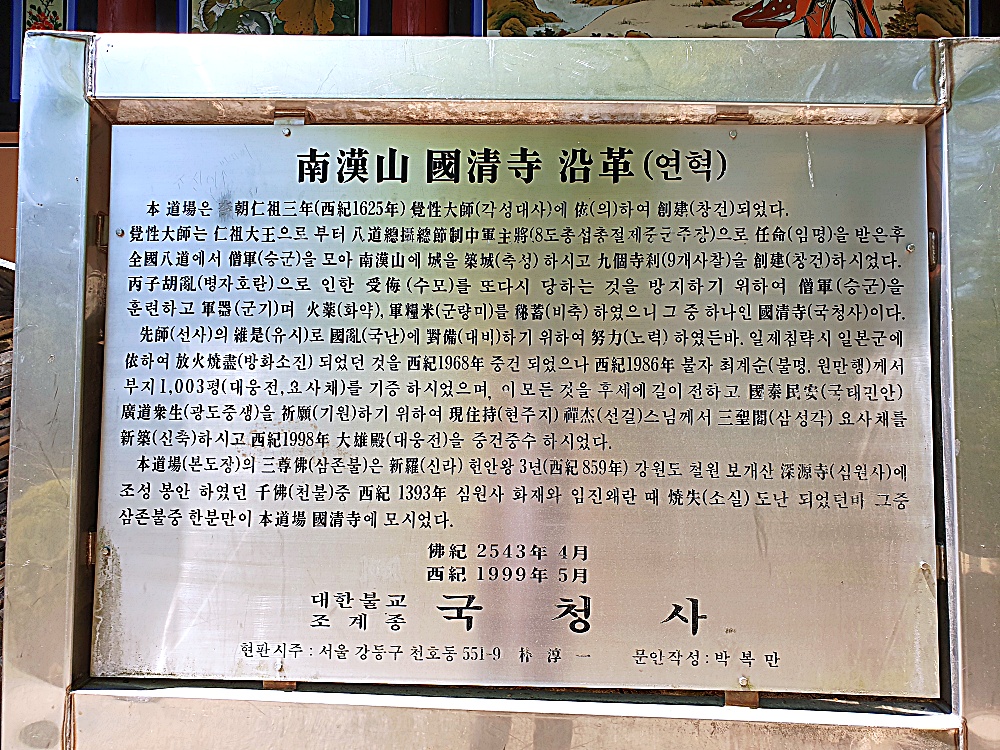 南漢山 國清寺 沿革(연혁)
本 道場은 朝仁祖三年(西紀1625年) 覺性大師(각성대사)에 依(의)하여 創建(창건)되었다.
覺性大師는 仁祖大王으로 부터 八道總攝總節制中軍主將(8도총섭총절제중군주장)으로 任命(임명)을 받은후
全國八道에서 僧軍(승군)을 모아 南漢山에 城을 築城(축성) 하시고 九個寺刹(9개사찰)을 創建(창건)하시었다.
丙子胡亂(병자호란)으로 인한 受侮(수모)를 또다시 당하는 것을 방지하기 위하여 僧軍(승군)을
훈련하고 軍器(군기)며 火藥(화약), 軍糧米(군량미)를 秘蓄(비축) 하였으니 그 중 하나인 國清寺(국청사)이다.
先師(선사)의 維是(유시)로 國亂(국난)에 對備(대비)하기 위하여 努力(노력) 하였든바, 일제침략시 일본군에
依하여 放火燒盡(방화소진) 되었던 것을 西紀1968年 중건 되었으나 西紀1986年 불자 최계순(불명, 원만행)께서
부지 1,003평(대웅전,요사채)를 기증 하시었으며, 이 모든 것을 후세에 길이 전하고 國泰民安(국태민안)
廣道衆生(광도중생)을 祈願(기원)하기 위하여 現住持(현주지) 禪杰(선걸)스님께서 三聖閣(삼성각) 요사채를
新築(신축)하시고 西紀1998年 大雄殿(대웅전)을 중건중수 하시었다.
本道場(본도장)의 三尊佛(삼존불)은 新羅(신라) 헌안왕 3년(西紀 859年) 강원도 철원 보개산 深源寺(심원사)에
조성 봉안 하였던 千佛(천불)중 西紀 1393年 심원사 화재와 임진왜란 때 燒失(소실) 도난 되었던바 그중
삼존불중 한분만이 本道場 國清寺에 모시었다.
佛紀 2543年 4月
西紀 1999年 5月
대한불교
조계종 국청사
현판시주 : 서울 강동구 천호동 551-9 淳一 문안작성 : 박복만